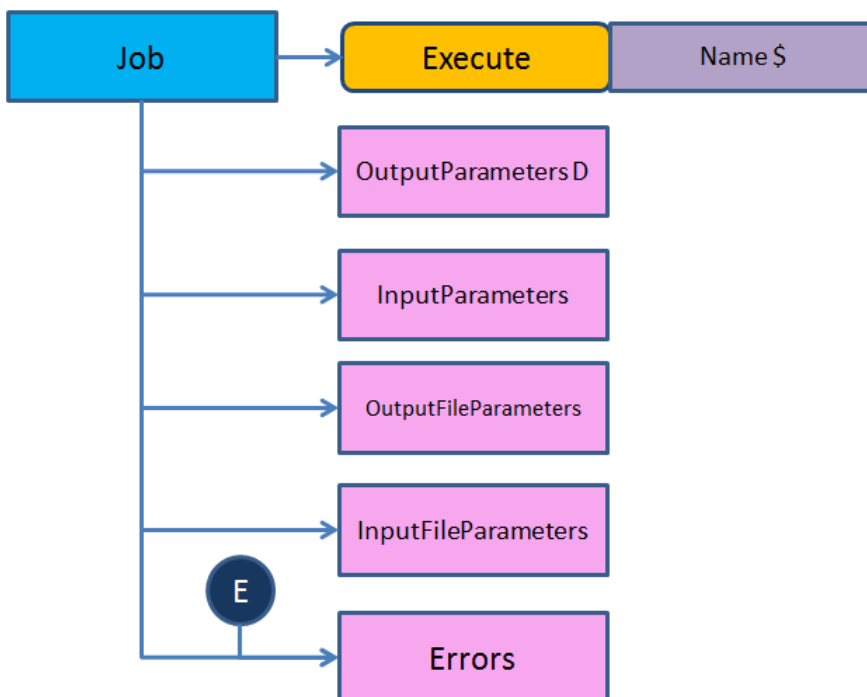 Job
Execute
Name $
OutputParameters D
InputParameters
OutputFileParameters
InputFileParameters
E
Errors